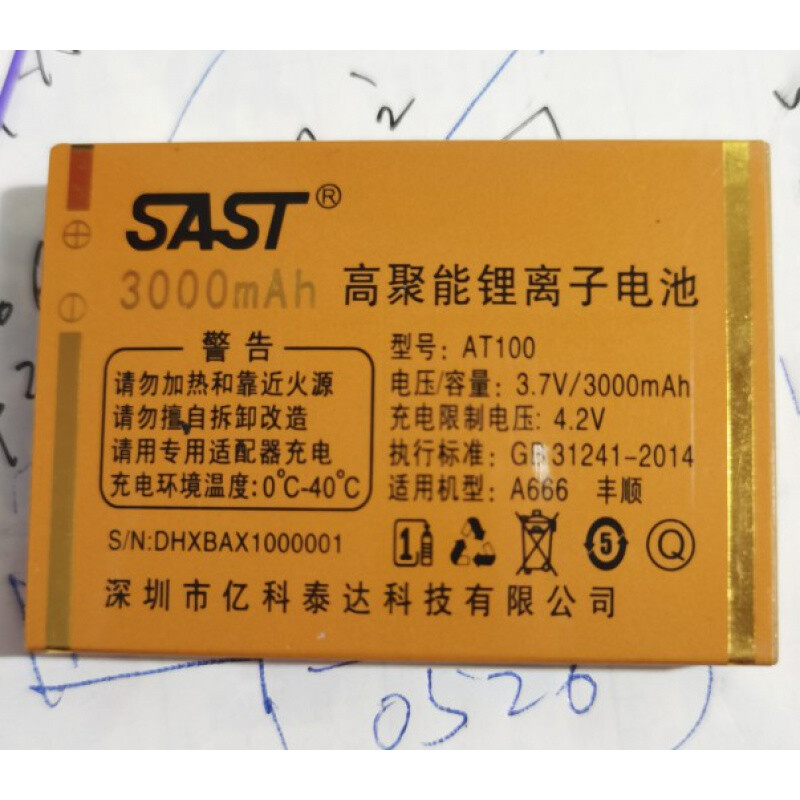 SAST®
3000mAh 高聚能锂离子电池
警告
请勿加热和靠近火源
请勿擅自拆卸改造
请用专用适配器充电
充电环境温度:0℃-40℃
型号: AT100
电压/容量: 3.7V/3000mAh
充电限制电压: 4.2V
执行标准: GB 31241-2014
适用机型: A666 丰顺
S/N:DHXBAX1000001
1
5
Q
深圳市亿科泰达科技有限公司
2
0526